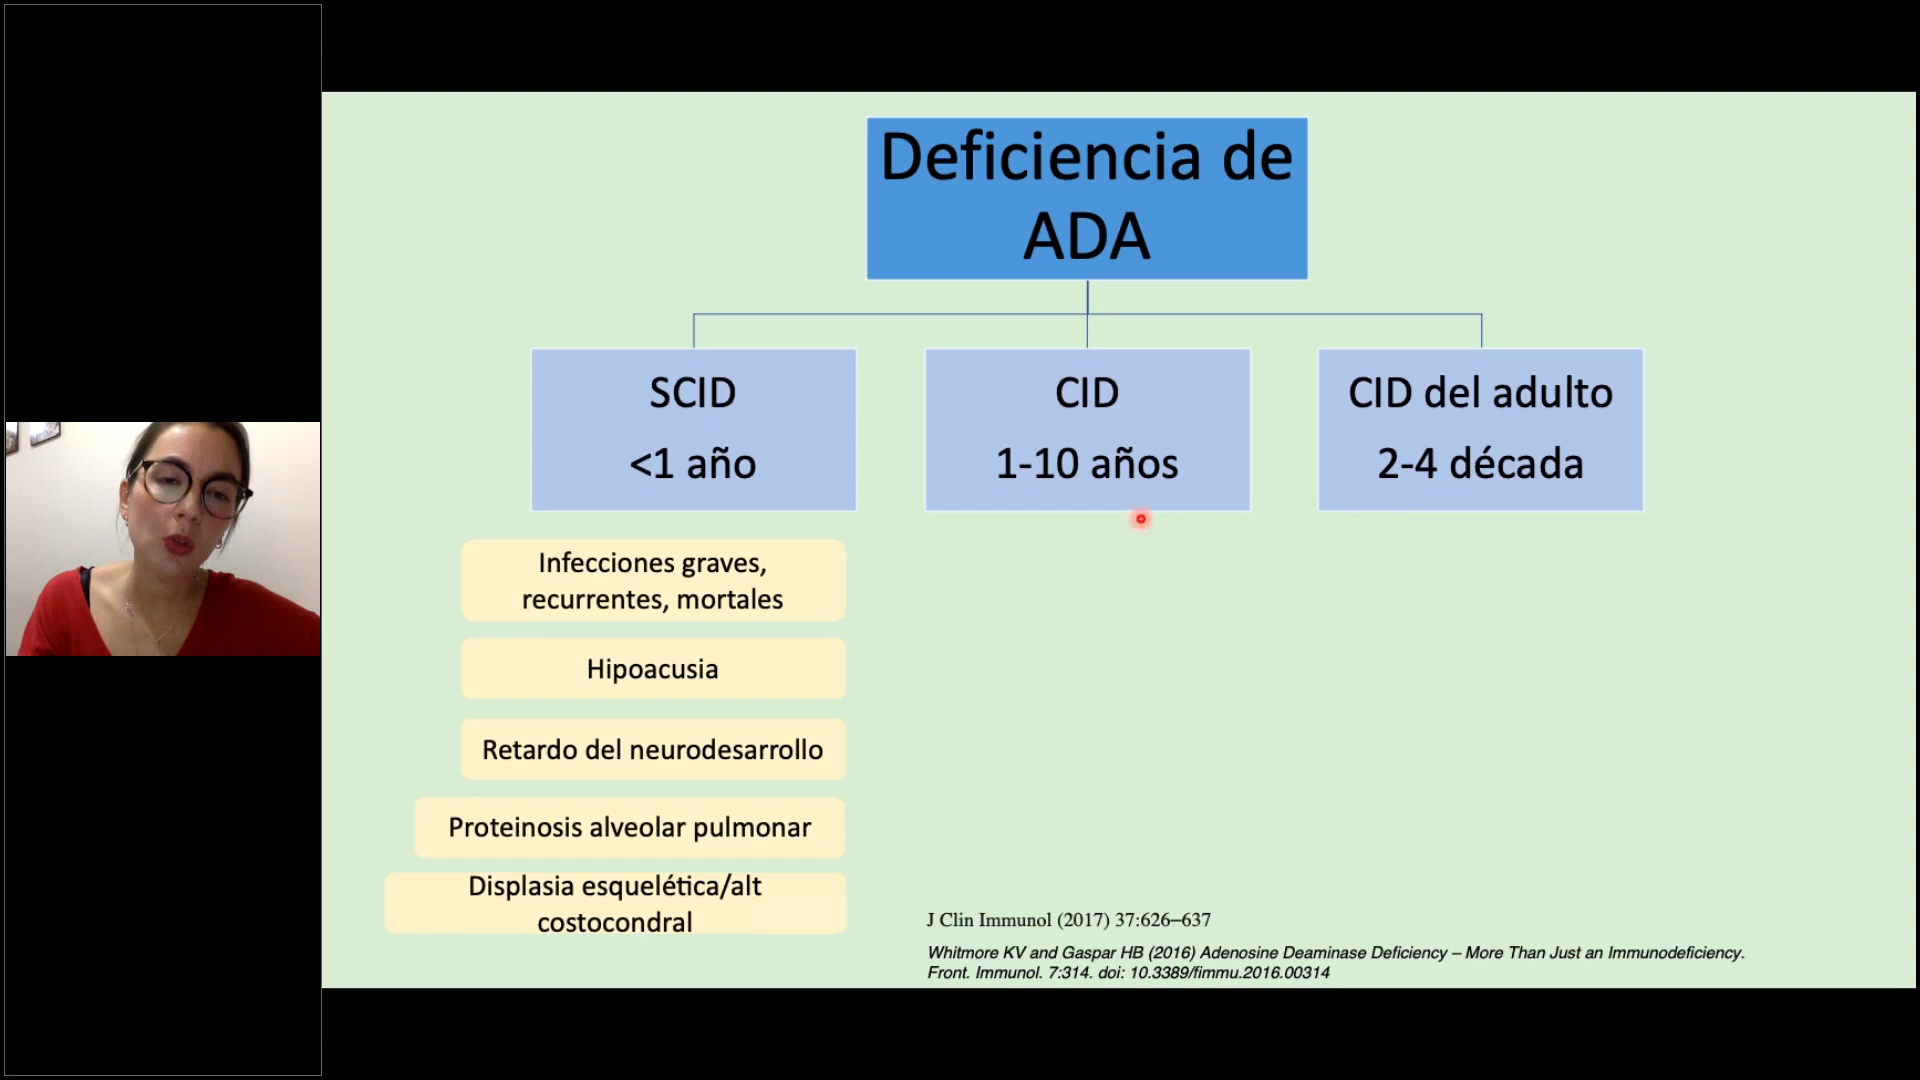 Deficiencia de
ADA
SCID
<1 año
CID
1-10 años
CID del adulto
2-4 década
Infecciones graves,
recurrentes, mortales
Hipoacusia
Retardo del neurodesarrollo
Proteinosis alveolar pulmonar
Displasia esquelética/alt
costocondral
J Clin Immunol (2017) 37:626–637
Whitmore KV and Gaspar HB (2016) Adenosine Deaminase Deficiency – More Than Just an Immunodeficiency.
Front. Immunol. 7:314. doi: 10.3389/fimmu.2016.00314